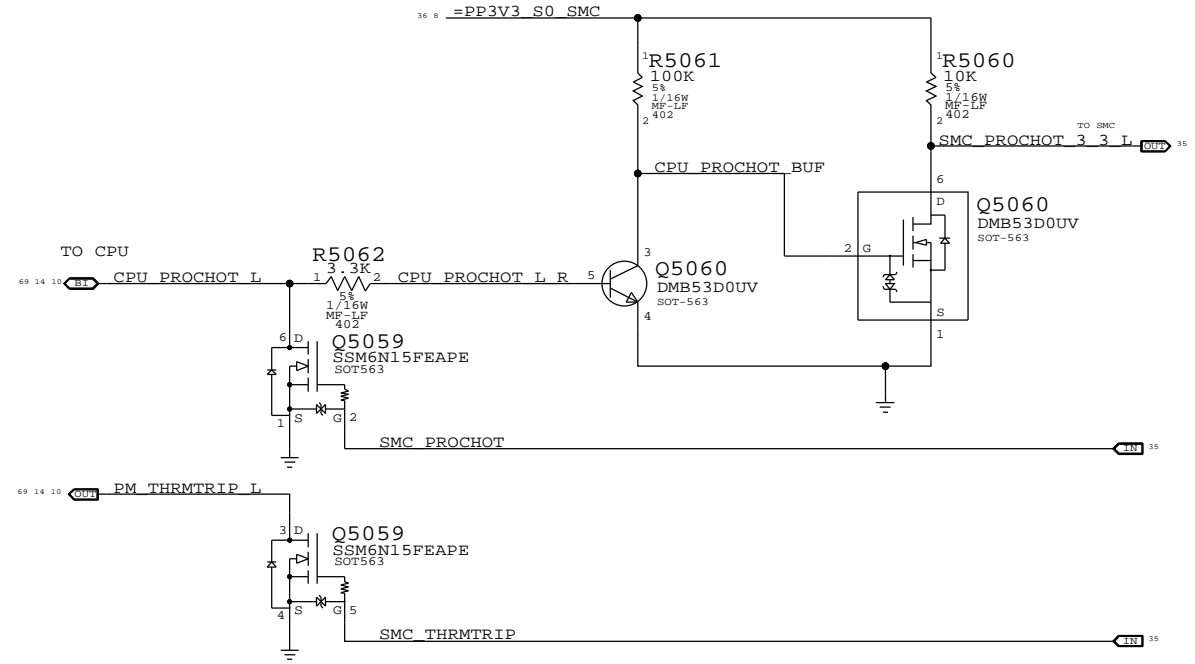 36 8 =PP3V3_S0_SMC
1 R5061
100K
5%
1/16W
MF-LF
402
2
1 R5060
10K
5%
1/16W
MF-LF
402
2
TO SMC
SMC_PROCHOT_3_3_L OUT 35
CPU_PROCHOT_BUF
6
D
Q5060
DMB53D0UV
SOT-563
2 G
S
1
TO CPU
69 14 10 BI CPU_PROCHOT_L
R5062
3.3K
1 2
5%
1/16W
MF-LF
402
CPU_PROCHOT_L_R 5
3
Q5060
DMB53D0UV
SOT-563
4
6 D
Q5059
SSM6N15FEAPE
SOT563
1 S G 2
SMC_PROCHOT IN 35
69 14 10 OUT PM_THRMTRIP_L
3 D
Q5059
SSM6N15FEAPE
SOT563
4 S G 5
SMC_THRMTRIP IN 35